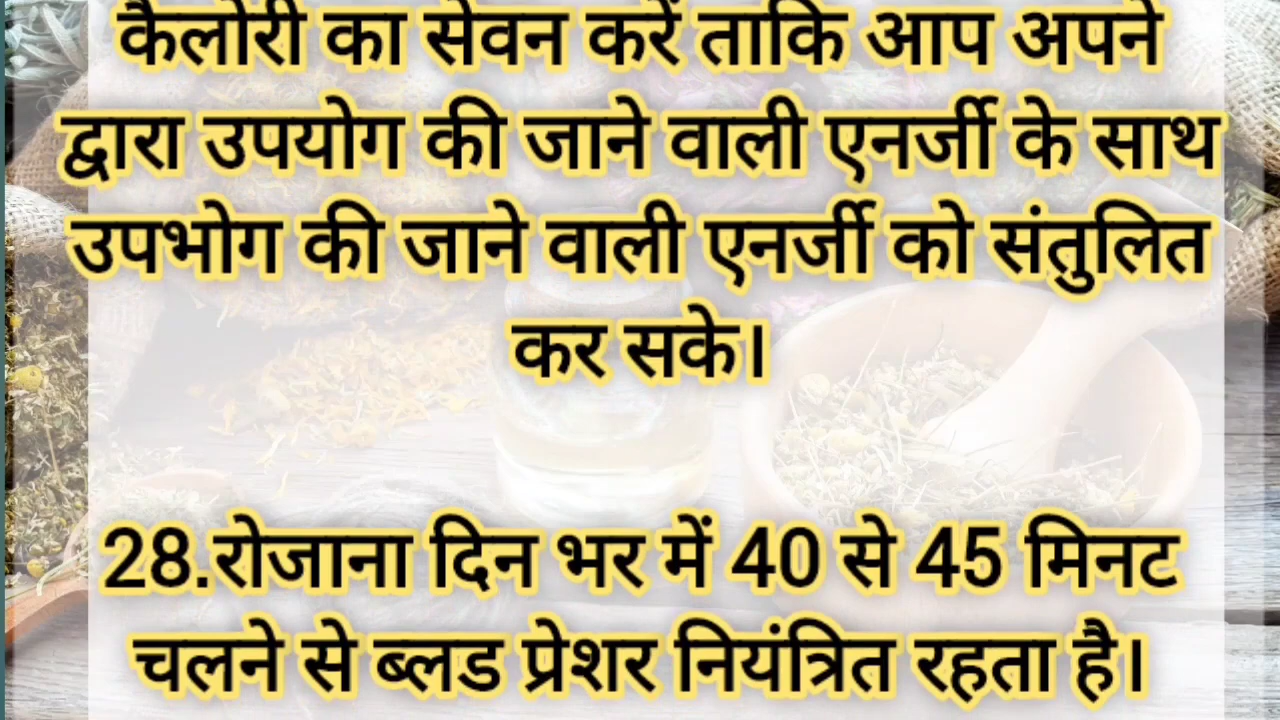 कैलोरी का सेवन करें ताकि आप अपने
द्वारा उपयोग की जाने वाली एनर्जी के साथ
उपभोग की जाने वाली एनर्जी को संतुलित
कर सके।
28.रोजाना दिन भर में 40 से 45 मिनट
चलने से ब्लड प्रेशर नियंत्रित रहता है।